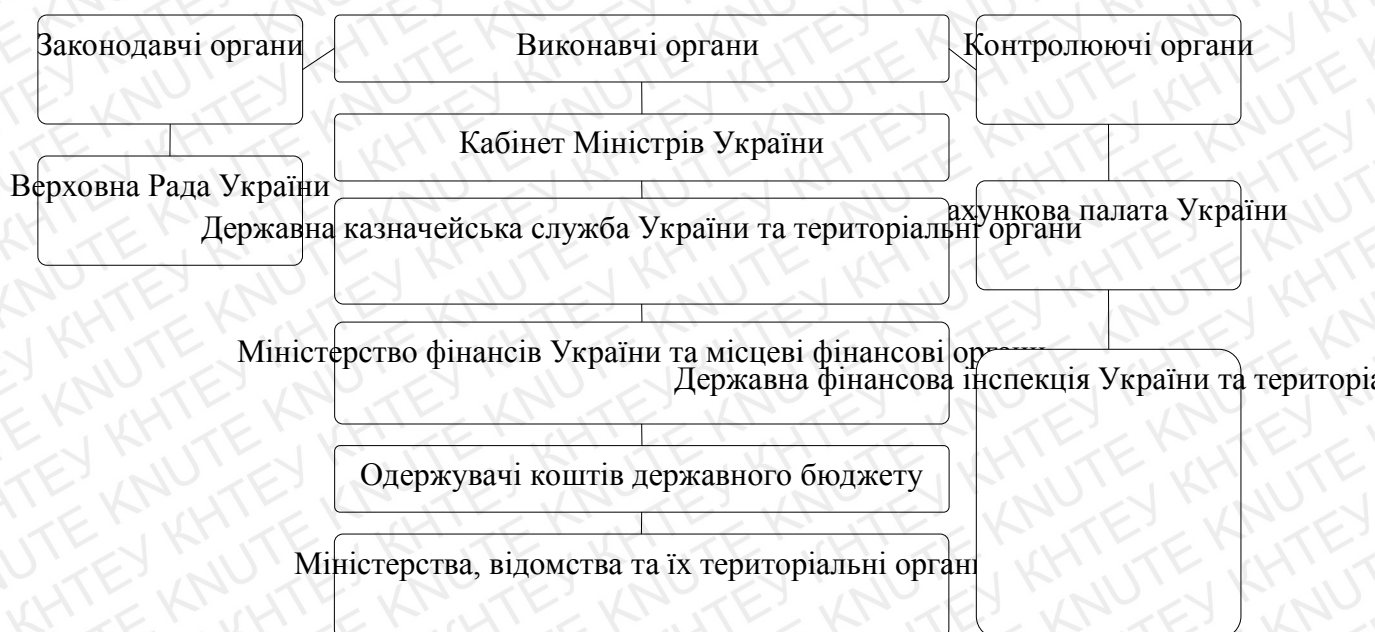 Законодавчі органи
Виконавчі органи
Контролюючі органи
Кабінет Міністрів України
Верховна Рада України
Державна казначейська служба України та територіальні органи
ахункова палата України
Міністерство фінансів України та місцеві фінансові органи
Державна фінансова інспекція України та територіа
Одержувачі коштів державного бюджету
Міністерства, відомства та їх територіальні орган